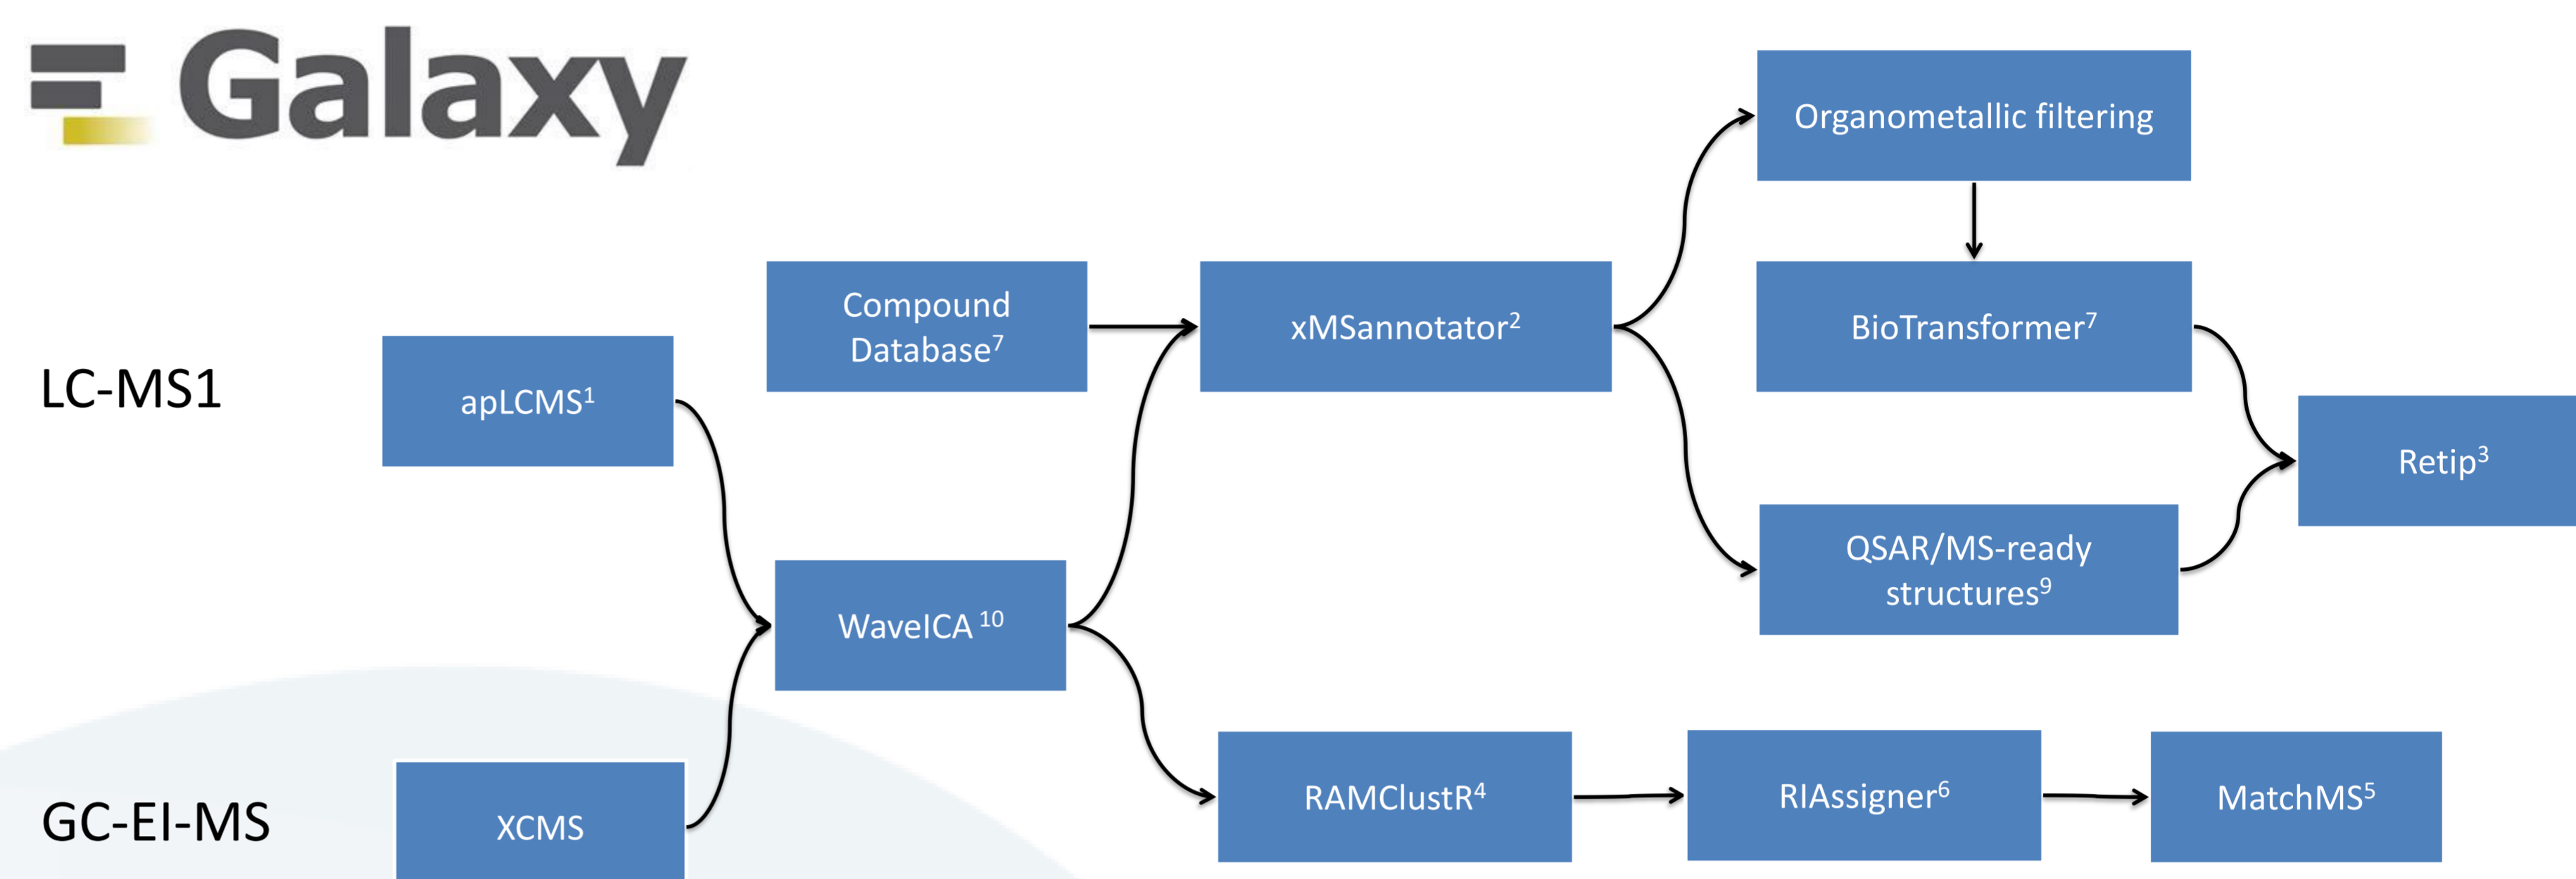 Galaxy
Organometallic filtering
Compound
Database⁷
xMSannotator²
BioTransformer⁷
LC-MS1
apLCMS¹
Retip³
QSAR/MS-ready
structures⁹
WaveICA ¹⁰
GC-EI-MS
XCMS
RAMClustR⁴
RIAssigner⁶
MatchMS⁵